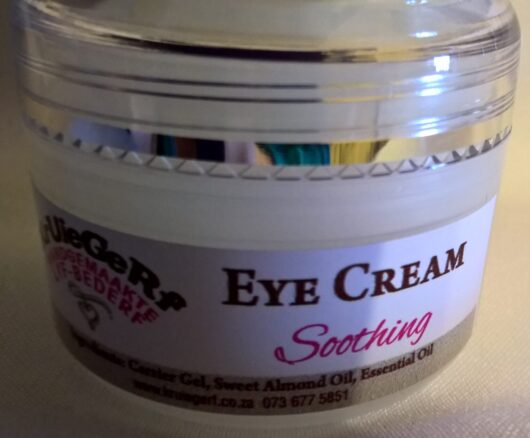 EYE CREAM
Soothing
Carrier Gel, Sweet Almond Oil, Essential Oil
www.kruiegerf.co.za 073 677 5851